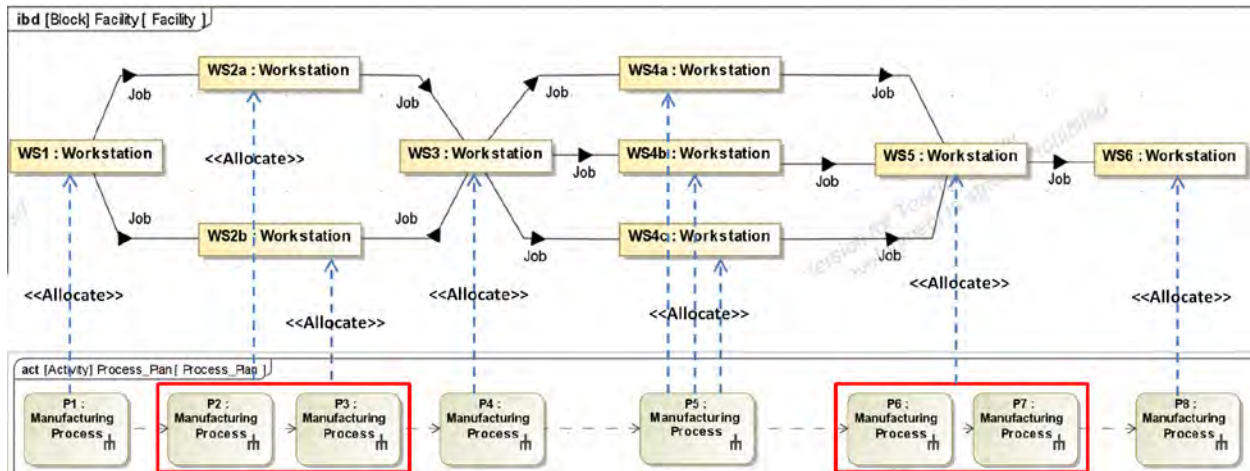 ibd [Block] Facility [ Facility ]
WS2a : Workstation
WS4a : Workstation
Job
Job
Job
Job
WS1 : Workstation
<<Allocate>>
WS3 : Workstation
Job
WS4b : Workstation
Job
WS5 : Workstation
Job
WS6 : Workstation
Job
WS2b : Workstation
Job
Job
WS4c : Workstation
Job
<<Allocate>>
<<Allocate>>
<<Allocate>>
<<Allocate>>
<<Allocate>>
<<Allocate>>
act [Activity] Process_Plan [ Process_Plan ]
P1 :
Manufacturing
Process
P2 :
Manufacturing
Process
P3 :
Manufacturing
Process
P4 :
Manufacturing
Process
P5 :
Manufacturing
Process
P6 :
Manufacturing
Process
P7 :
Manufacturing
Process
P8 :
Manufacturing
Process